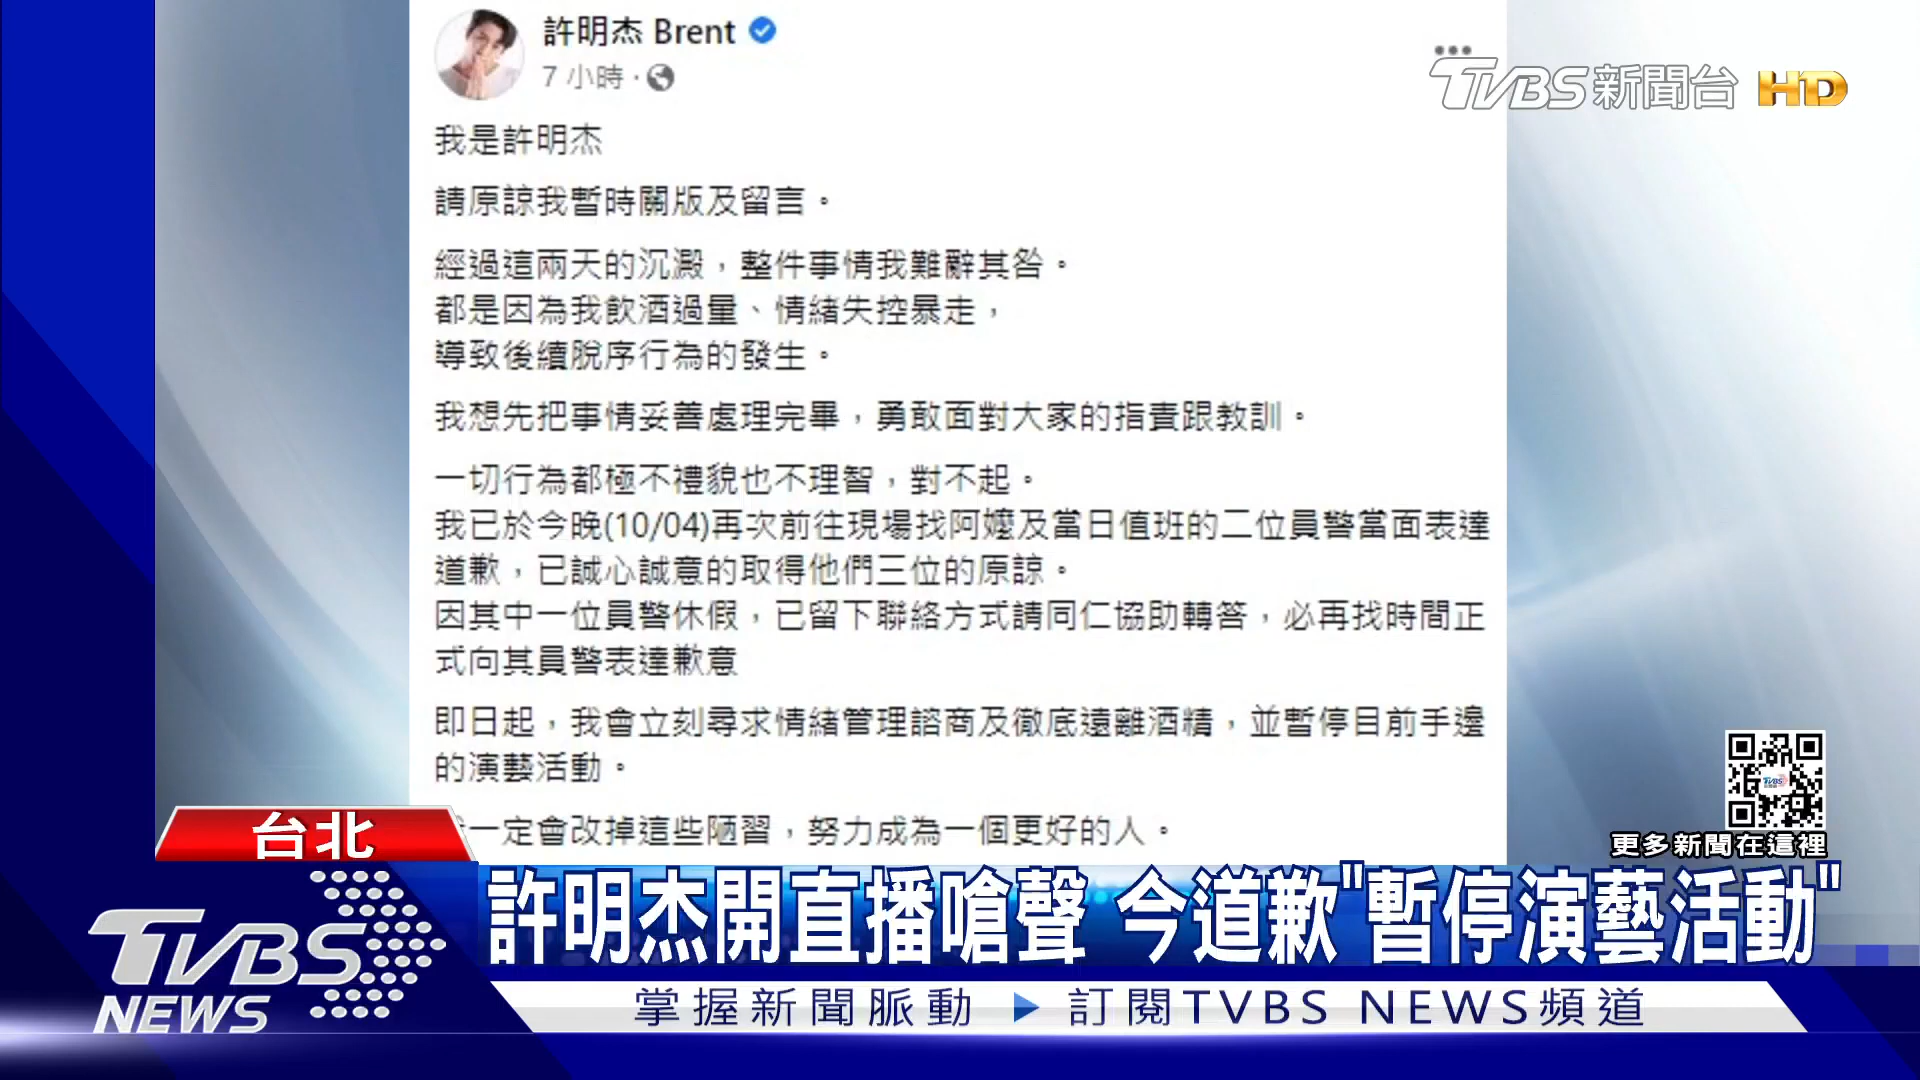 許明杰 Brent
7 小時
TVBS新聞台 HD
我是許明杰
請原諒我暫時關版及留言。
經過這兩天的沉澱，整件事情我難辭其咎。
都是因為我飲酒過量、情緒失控暴走，
導致後續脫序行為的發生。
我想先把事情妥善處理完畢，勇敢面對大家的指責跟教訓。
一切行為都極不禮貌也不理智，對不起。
我已於今晚(10/04)再次前往現場找阿嬤及當日值班的二位員警當面表達
道歉，已誠心誠意的取得他們三位的原諒。
因其中一位員警休假，已留下聯絡方式請同仁協助轉答，必再找時間正
式向其員警表達歉意
即日起，我會立刻尋求情緒管理諮商及徹底遠離酒精，並暫停目前手邊
的演藝活動。
一定會改掉這些陋習，努力成為一個更好的人。
TVBS
更多新聞在這裡
台北
許明杰開直播嗆聲 今道歉"暫停演藝活動"
TVBS
NEWS
掌握新聞脈動 ▶ 訂閱TVBS NEWS頻道